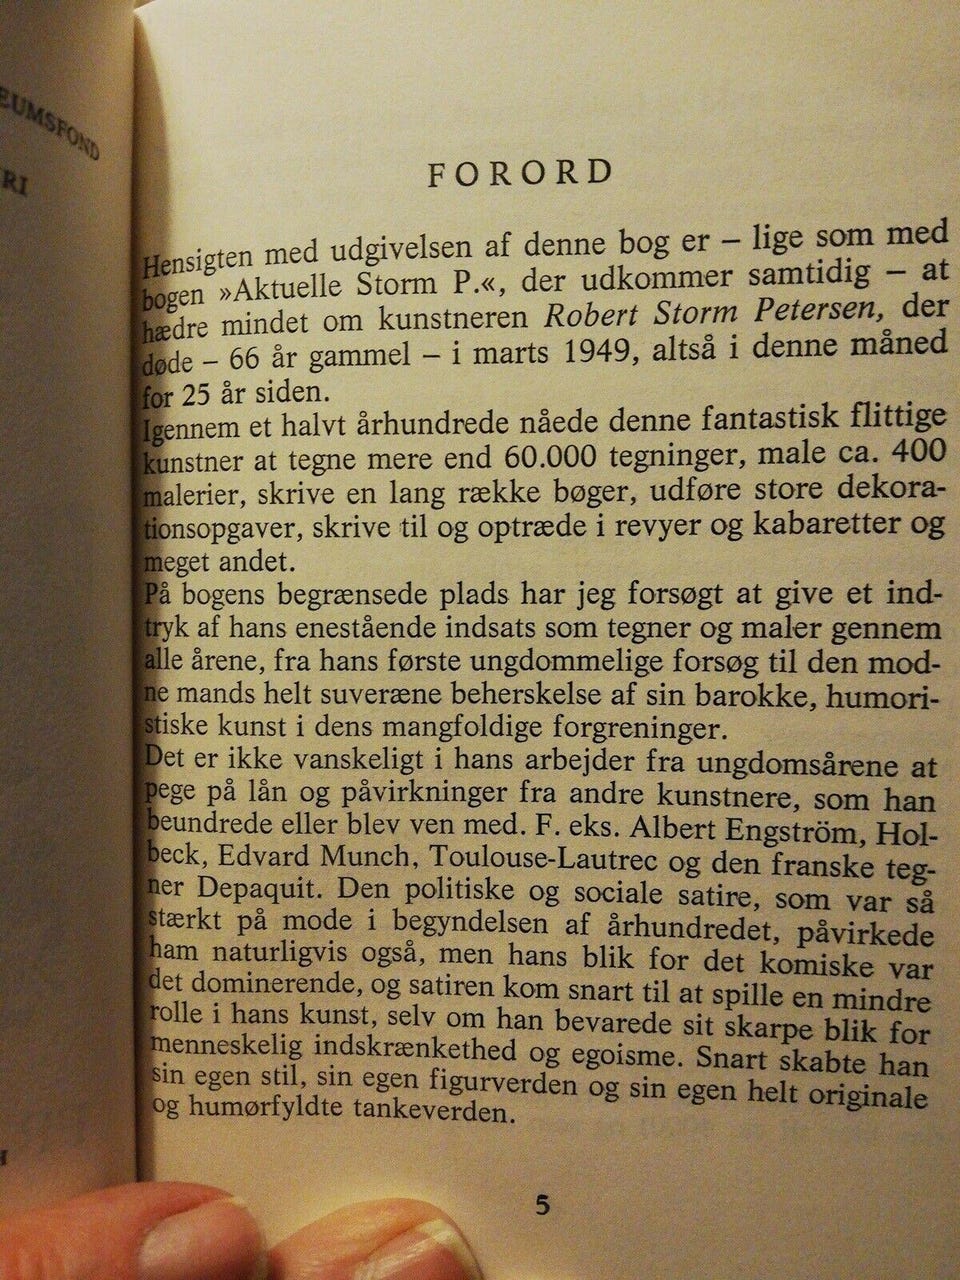 EUMSFOND
RI
FORORD
Hensigten med udgivelsen af denne bog er – lige som med
bogen »Aktuelle Storm P.«, der udkommer samtidig – at
hædre mindet om kunstneren Robert Storm Petersen, der
døde – 66 år gammel – i marts 1949, altså i denne måned
for 25 år siden.
Igennem et halvt århundrede nåede denne fantastisk flittige
kunstner at tegne mere end 60.000 tegninger, male ca. 400
malerier, skrive en lang række bøger, udføre store dekora-
tionsopgaver, skrive til og optræde i revyer og kabaretter og
meget andet.
På bogens begrænsede plads har jeg forsøgt at give et ind-
tryk af hans enestående indsats som tegner og maler gennem
alle årene, fra hans første ungdommelige forsøg til den mod-
ne mands helt suveræne beherskelse af sin barokke, humori-
stiske kunst i dens mangfoldige forgreninger.
Det er ikke vanskeligt i hans arbejder fra ungdomsårene at
pege på lån og påvirkninger fra andre kunstnere, som han
beundrede eller blev ven med. F. eks. Albert Engström, Hol-
beck, Edvard Munch, Toulouse-Lautrec og den franske teg-
ner Depaquit. Den politiske og sociale satire, som var så
stærkt på mode i begyndelsen af århundredet, påvirkede
ham naturligvis også, men hans blik for det komiske var
det dominerende, og satiren kom snart til at spille en mindre
rolle i hans kunst, selv om han bevarede sit skarpe blik for
menneskelig indskrænkethed og egoisme. Snart skabte han
sin egen stil, sin egen figurverden og sin egen helt originale
og humørfyldte tankeverden.
5